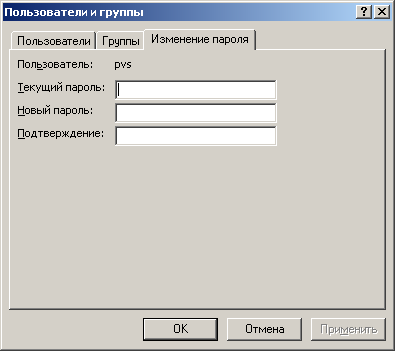 Пользователи и группы
Пользователи Группы Изменение пароля
Пользователь: pvs
Текущий пароль:
Новый пароль:
Подтверждение:
OK Отмена Применить